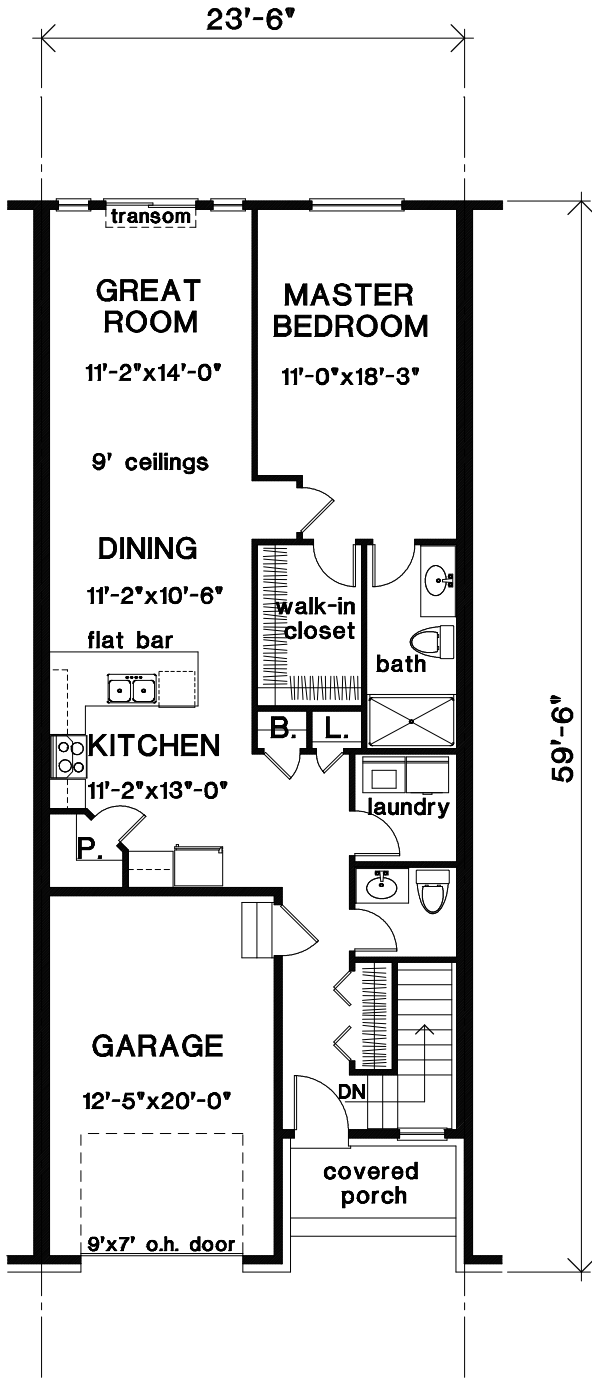 23'-6"
transom
GREAT
ROOM
11'-2"x14'-0"
MASTER
BEDROOM
11'-0"x18'-3"
9' ceilings
DINING
11'-2"x10'-6"
flat bar
walk-in
closet
bath
B.
L.
KITCHEN
11'-2"x13'-0"
laundry
P.
59'-6"
GARAGE
12'-5"x20'-0"
DN
covered
porch
9'x7' o.h. door